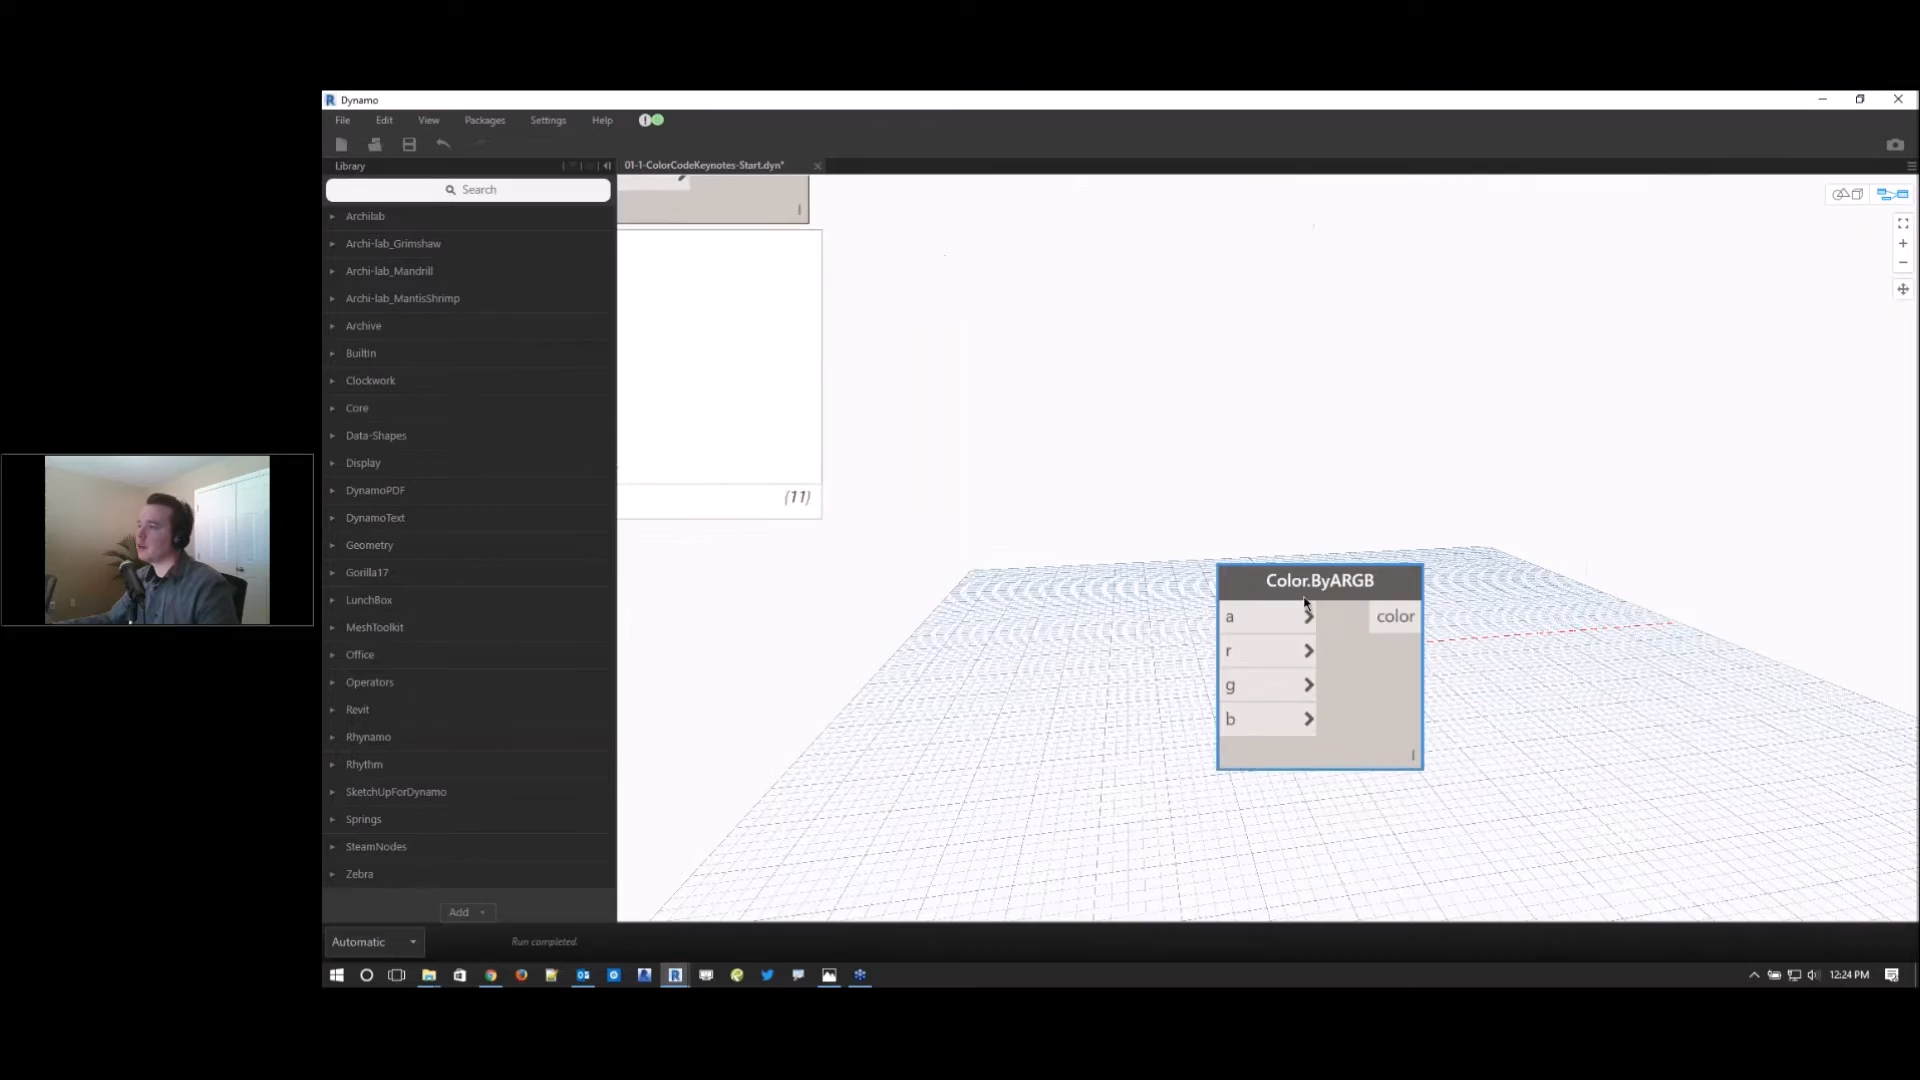 Dynamo
File Edit View Packages Settings Help
Library
01-1-ColorCodeKeynotes-Start.dyn*
Search
Archilab
Archi-lab_Grimshaw
Archi-lab_Mandrill
Archi-lab_MantisShrimp
Archive
BuiltIn
Clockwork
Core
Data-Shapes
Display
DynamoPDF
DynamoText
Geometry
Gorilla17
LunchBox
MeshToolkit
Office
Operators
Revit
Rhynamo
Rhythm
SketchUpForDynamo
Springs
SteamNodes
Zebra
Add
{11}
Color.ByARGB
a
color
r
g
b
l
l
Automatic
Run completed.
12:24 PM